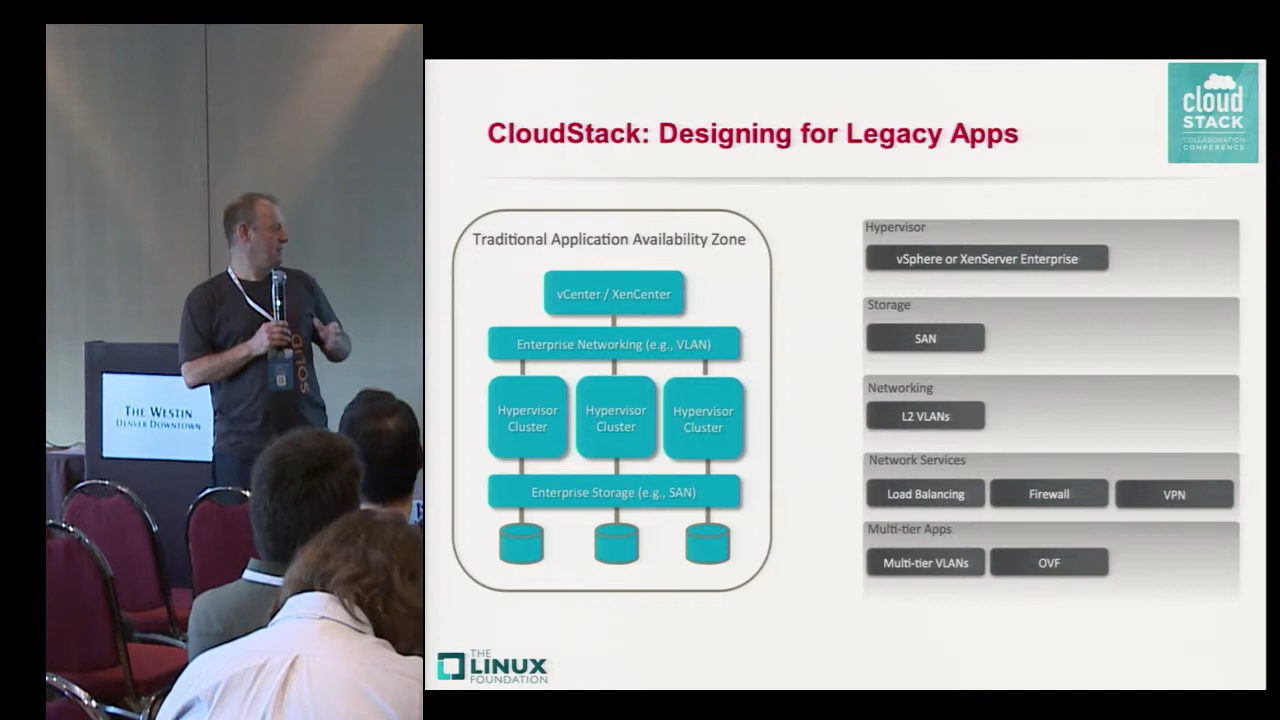 THE WESTIN
DENVER DOWNTOWN
SOLID
cloud
STACK
COLLABORATION
CONFERENCE
CloudStack: Designing for Legacy Apps
Traditional Application Availability Zone
vCenter / XenCenter
Enterprise Networking (e.g., VLAN)
Hypervisor
Cluster
Hypervisor
Cluster
Hypervisor
Cluster
Enterprise Storage (e.g., SAN)
Hypervisor
vSphere or XenServer Enterprise
Storage
SAN
Networking
L2 VLANs
Network Services
Load Balancing
Firewall
VPN
Multi-tier Apps
Multi-tier VLANs
OVF
THE
LINUX
FOUNDATION